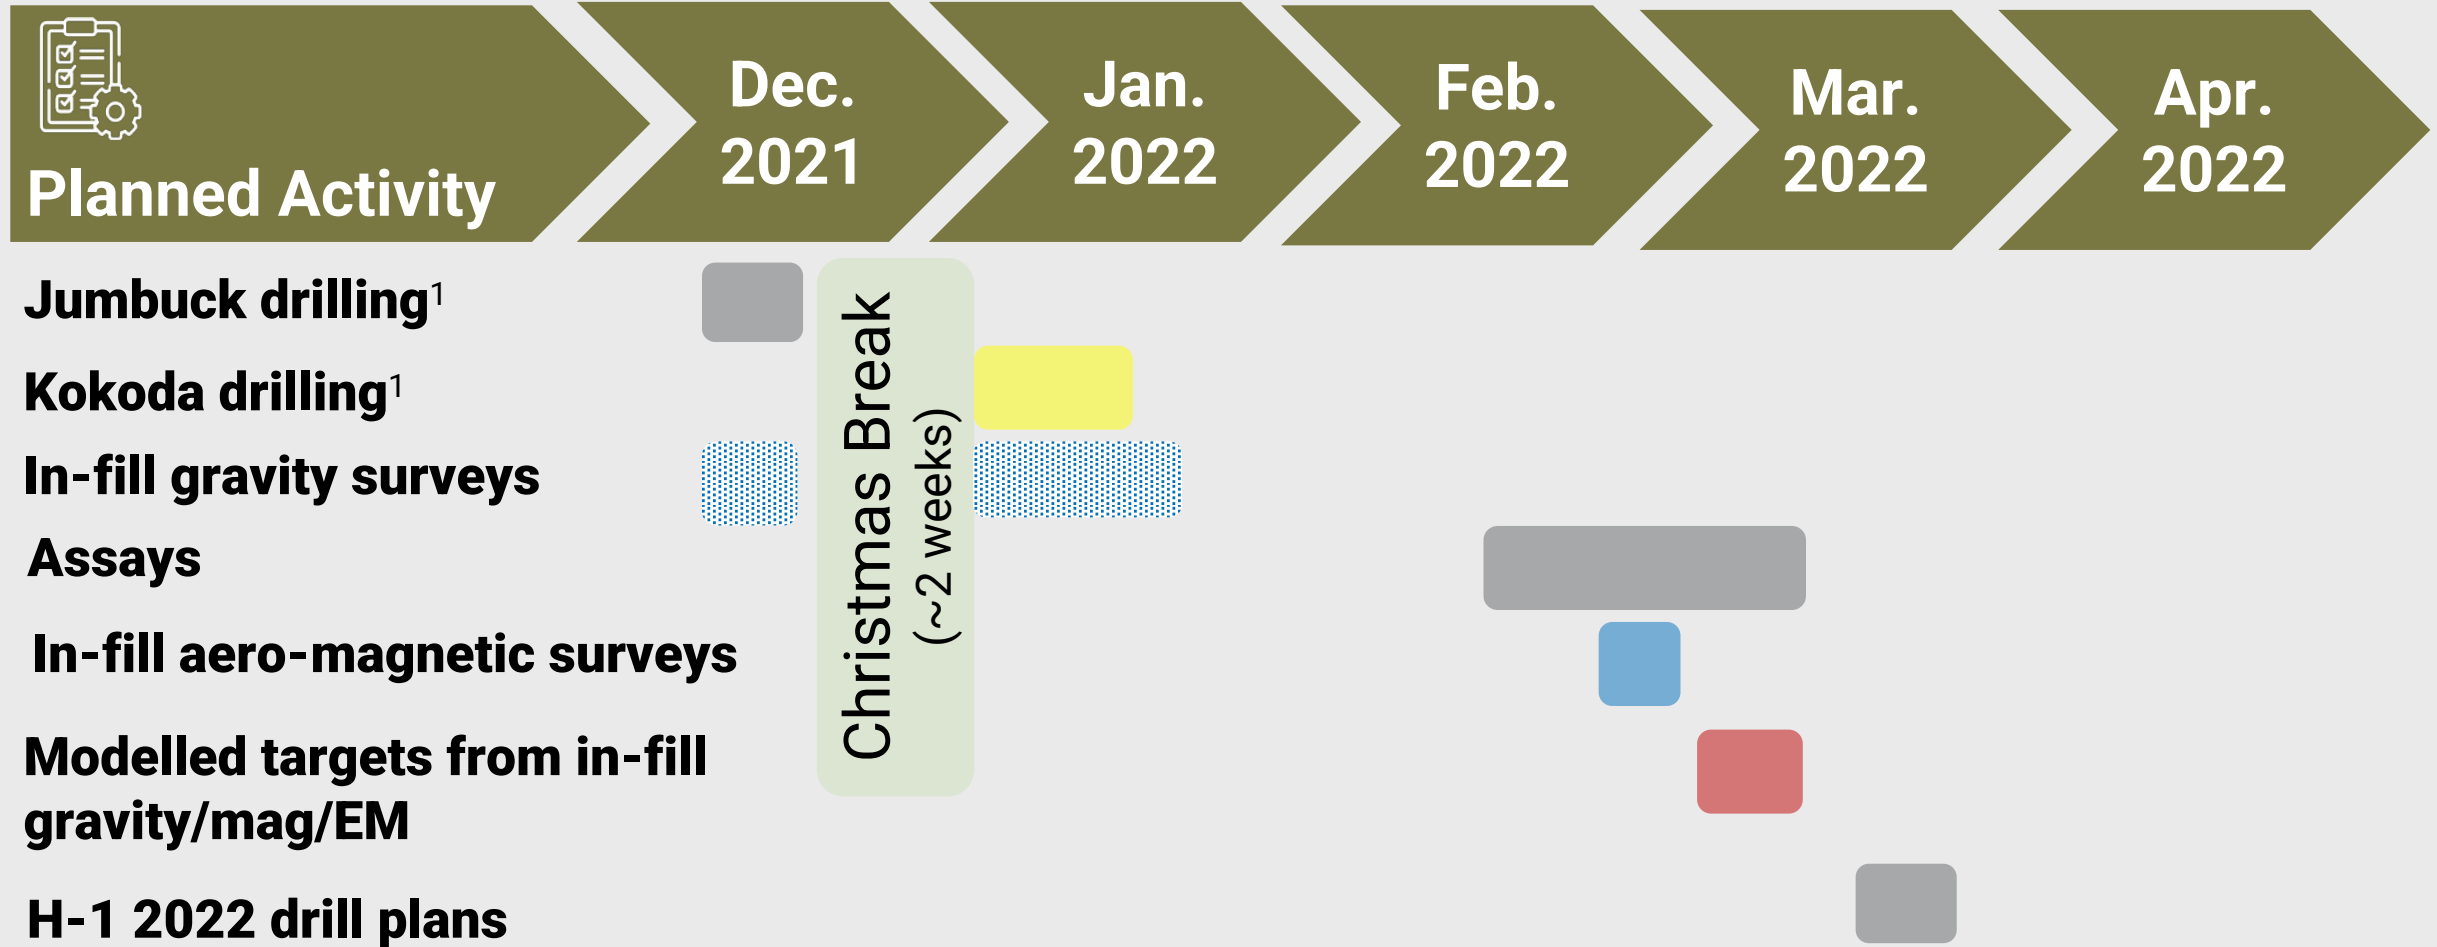 Planned Activity
Dec.
2021
Jan.
2022
Feb.
2022
Mar.
2022
Apr.
2022
Jumbuck drilling¹
Kokoda drilling¹
In-fill gravity surveys
Assays
In-fill aero-magnetic surveys
Modelled targets from in-fill
gravity/mag/EM
H-1 2022 drill plans
Christmas Break
(~2 weeks)